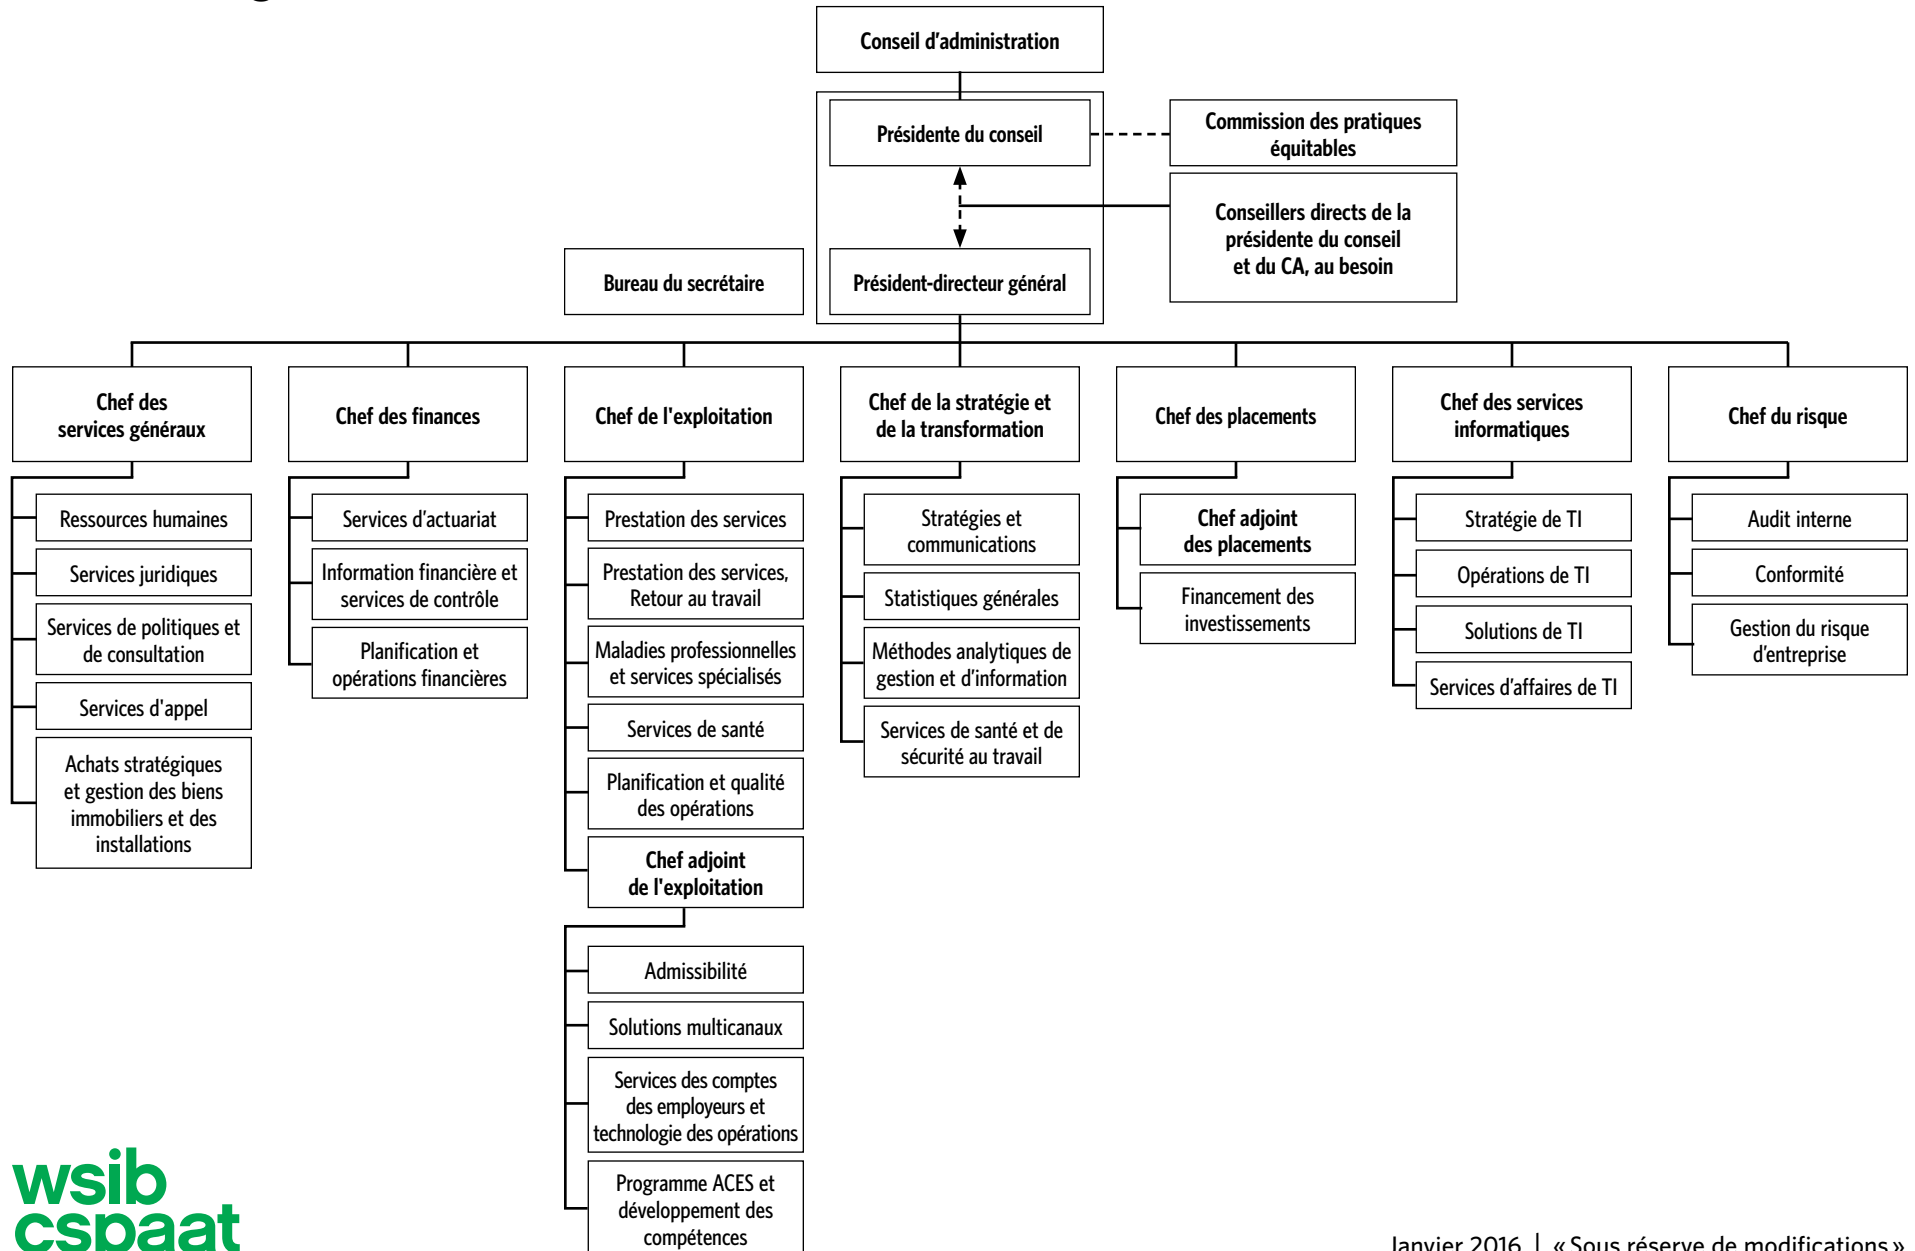 Conseil d'administration
Présidente du conseil
Commission des pratiques
équitables
Conseillers directs de la
présidente du conseil
et du CA, au besoin
Bureau du secrétaire
Président-directeur général
Chef des
services généraux
Ressources humaines
Services juridiques
Services de politiques et
de consultation
Services d'appel
Achats stratégiques
et gestion des biens
immobiliers et des
installations
Chef des finances
Services d'actuariat
Information financière et
services de contrôle
Planification et
opérations financières
Chef de l'exploitation
Prestation des services
Prestation des services,
Retour au travail
Maladies professionnelles
et services spécialisés
Services de santé
Planification et qualité
des opérations
Chef adjoint
de l'exploitation
Admissibilité
Solutions multicanaux
Services des comptes
des employeurs et
technologie des opérations
Programme ACES et
développement des
compétences
Chef de la stratégie et
de la transformation
Stratégies et
communications
Statistiques générales
Méthodes analytiques de
gestion et d'information
Services de santé et de
sécurité au travail
Chef des placements
Chef adjoint
des placements
Financement des
investissements
Chef des services
informatiques
Stratégie de TI
Opérations de TI
Solutions de TI
Services d'affaires de TI
Chef du risque
Audit interne
Conformité
Gestion du risque
d'entreprise
wsib
cspaat
Janvier 2016 | « Sous réserve de modifications »